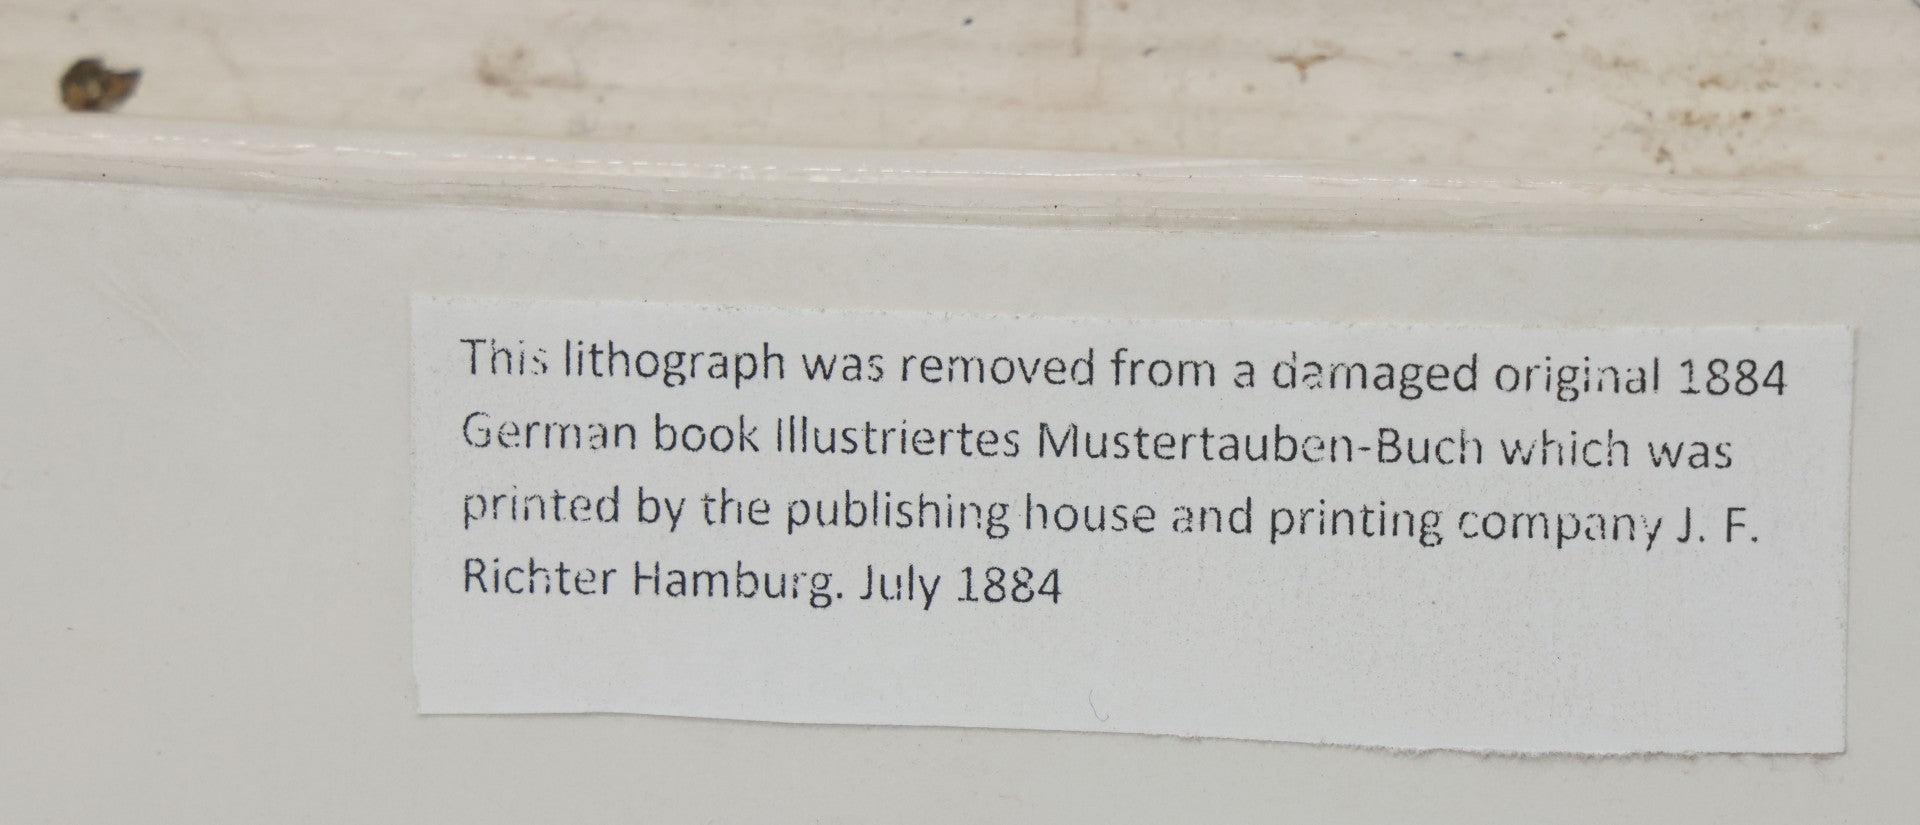 This lithograph was removed from a damaged original 1884
German book Illustriertes Mustertauben-Buch which was
printed by the publishing house and printing company J. F.
Richter Hamburg. July 1884